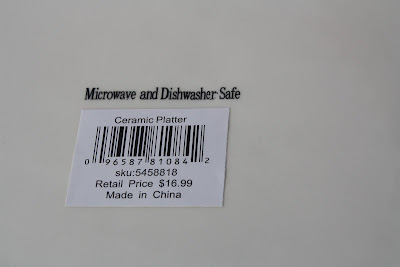 Microwave and Dishwasher Safe
Ceramic Platter
0 96587 81084 2
sku:5458818
Retail Price $16.99
Made in China